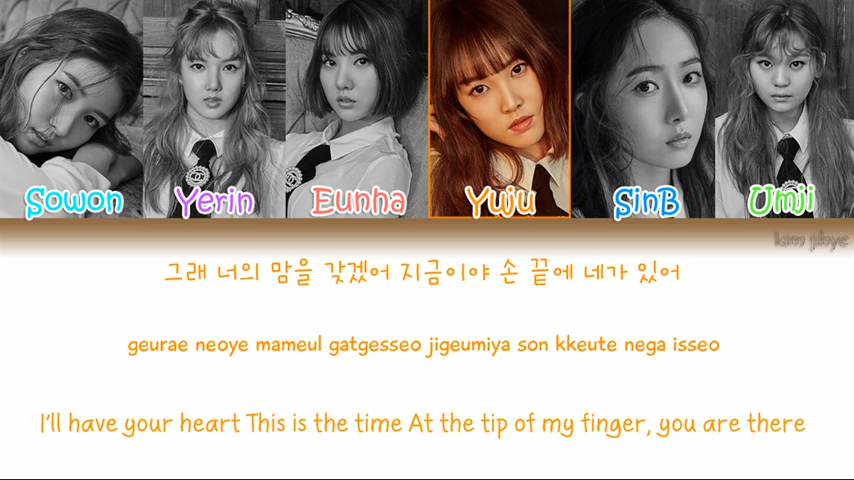 Sowon
Yerin
Eunha
Yuju
SinB
Umji
kim jihye
그래 너의 맘을 갖겠어 지금이야 손 끝에 네가 있어
geurae neoye mameul gatgesseo jigeumiya son kkeute nega isseo
I'll have your heart This is the time At the tip of my finger, you are there